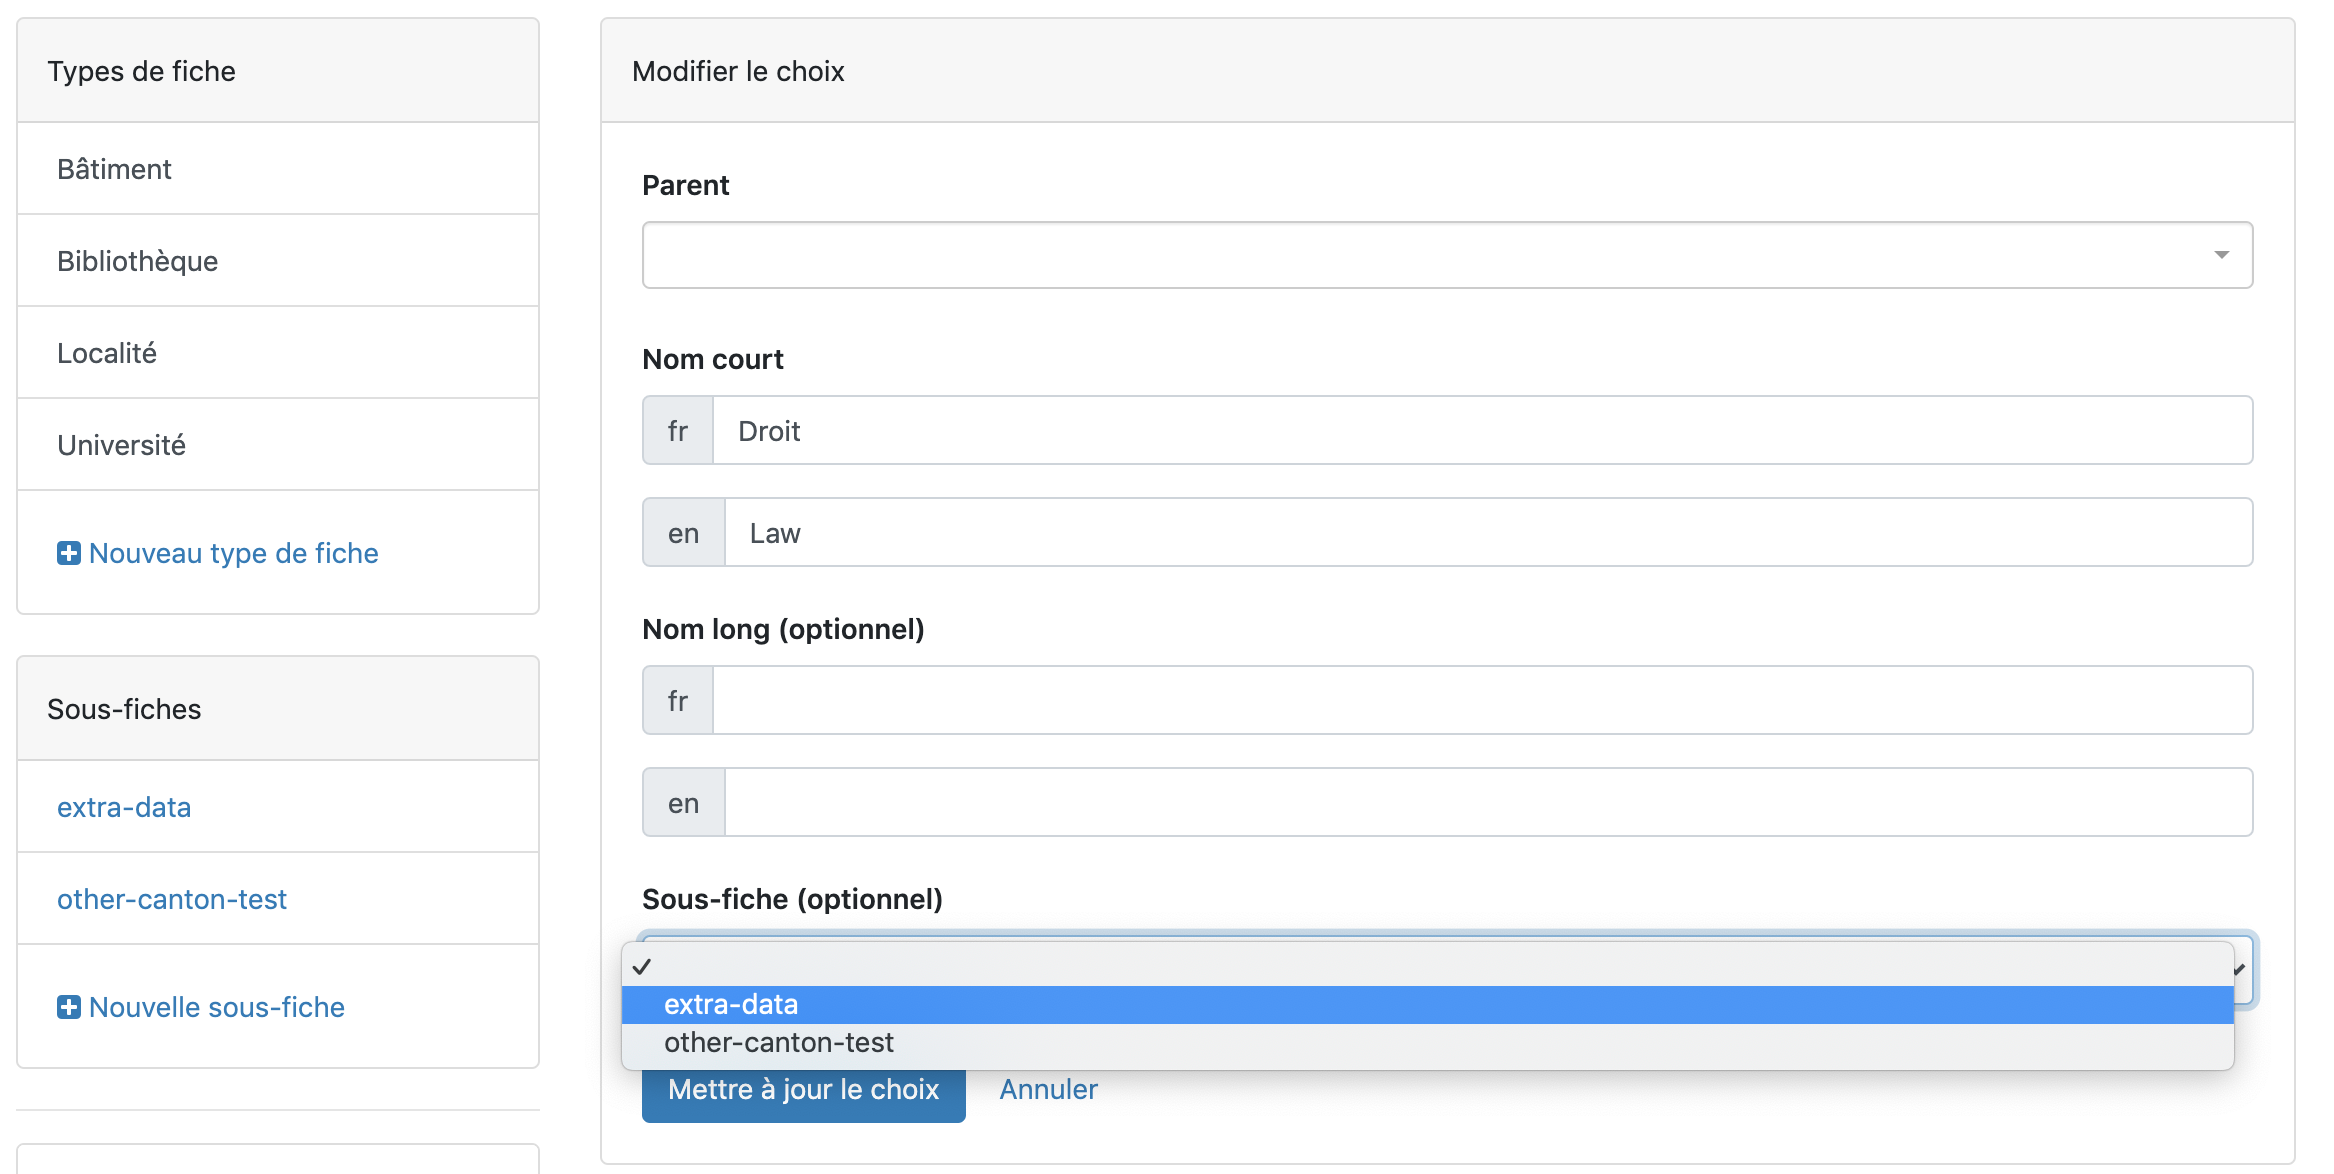 Types de fiche
Bâtiment
Bibliothèque
Localité
Université
Nouveau type de fiche
Sous-fiches
extra-data
other-canton-test
Nouvelle sous-fiche
Modifier le choix
Parent
Nom court
fr Droit
en Law
Nom long (optionnel)
fr
en
Sous-fiche (optionnel)
extra-data
other-canton-test
Mettre à jour le choix Annuler